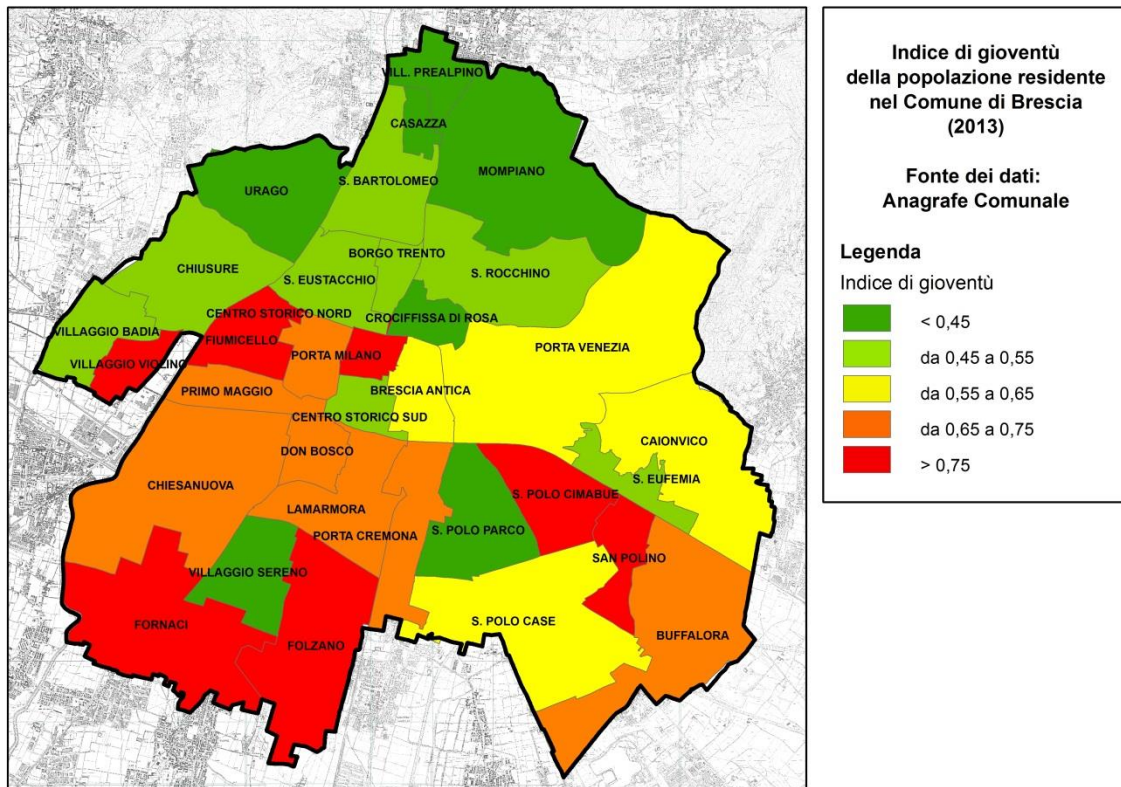 VILL. PREALPINO
CASAZZA
MOMPIANO
URAGO
S. BARTOLOMEO
BORGO TRENTO
S. ROCCHINO
CHIUSURE
S. EUSTACCHIO
CENTRO STORICO NORD
CROCIFISSA DI ROSA
VILLAGGIO BADIA
FIUMICELLO
PORTA VENEZIA
PORTA MILANO
VILLAGGIO VIOLINO
PRIMO MAGGIO
BRESCIA ANTICA
CENTRO STORICO SUD
CAIONVICO
DON BOSCO
S. EUFEMIA
CHIESANUOVA
S. POLO CIMABUE
LAMARMORA
S. POLO PARCO
PORTA CREMONA
SAN POLINO
VILLAGGIO SERENO
FORNACI
S. POLO CASE
BUFFALORA
FOLZANO
Indice di gioventù
della popolazione residente
nel Comune di Brescia
(2013)
Fonte dei dati:
Anagrafe Comunale
Legenda
Indice di gioventù
< 0,45
da 0,45 a 0,55
da 0,55 a 0,65
da 0,65 a 0,75
> 0,75